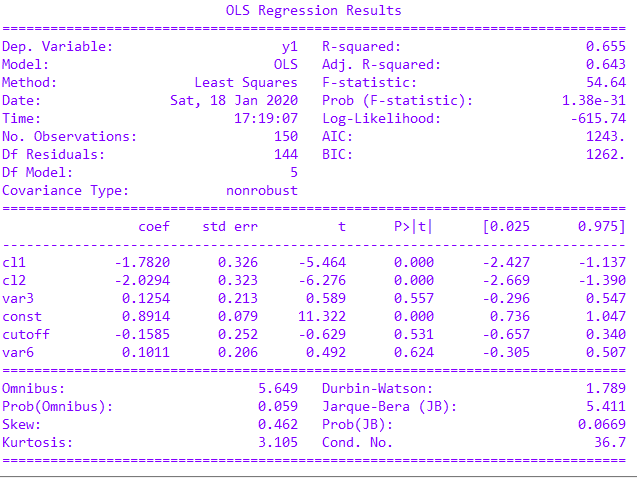 OLS Regression Results
==============================================================================
Dep. Variable: y1 R-squared: 0.655
Model: OLS Adj. R-squared: 0.643
Method: Least Squares F-statistic: 54.64
Date: Sat, 18 Jan 2020 Prob (F-statistic): 1.38e-31
Time: 17:19:07 Log-Likelihood: -615.74
No. Observations: 150 AIC: 1243.
Df Residuals: 144 BIC: 1262.
Df Model: 5
Covariance Type: nonrobust
==============================================================================
coef std err t P>|t| [0.025 0.975]
------------------------------------------------------------------------------
cl1 -1.7820 0.326 -5.464 0.000 -2.427 -1.137
cl2 -2.0294 0.323 -6.276 0.000 -2.669 -1.390
var3 0.1254 0.213 0.589 0.557 -0.296 0.547
const 0.8914 0.079 11.322 0.000 0.736 1.047
cutoff -0.1585 0.252 -0.629 0.531 -0.657 0.340
var6 0.1011 0.206 0.492 0.624 -0.305 0.507
==============================================================================
Omnibus: 5.649 Durbin-Watson: 1.789
Prob(Omnibus): 0.059 Jarque-Bera (JB): 5.411
Skew: 0.462 Prob(JB): 0.0669
Kurtosis: 3.105 Cond. No. 36.7
==============================================================================